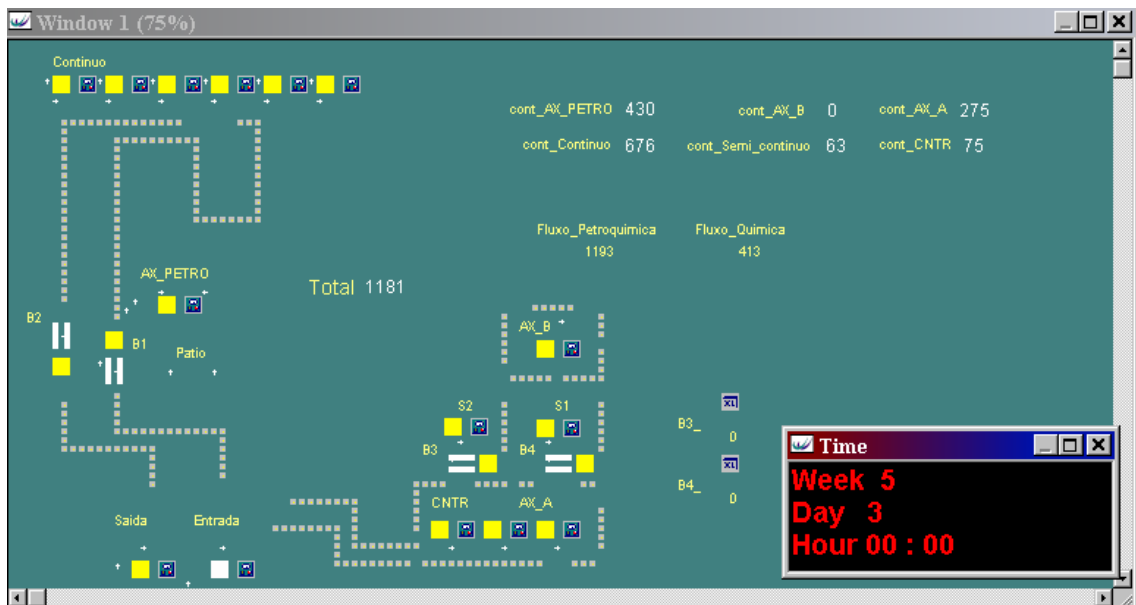 Window 1 (75%)
Continuo
cont_AX_PETRO 430 cont_AX_B 0 cont_AX_A 275
cont_Continuo 676 cont_Semi_continuo 63 cont_CNTR 75
Fluxo_Petroquimica Fluxo_Quimica
1193 413
AX_PETRO
Total 1181
B2
AX_B
B1
Patio
S2 S1
B3_ 0
B3 B4
B4_ 0
CNTR AX_A
Saida Entrada
Time
Week 5
Day 3
Hour 00 : 00